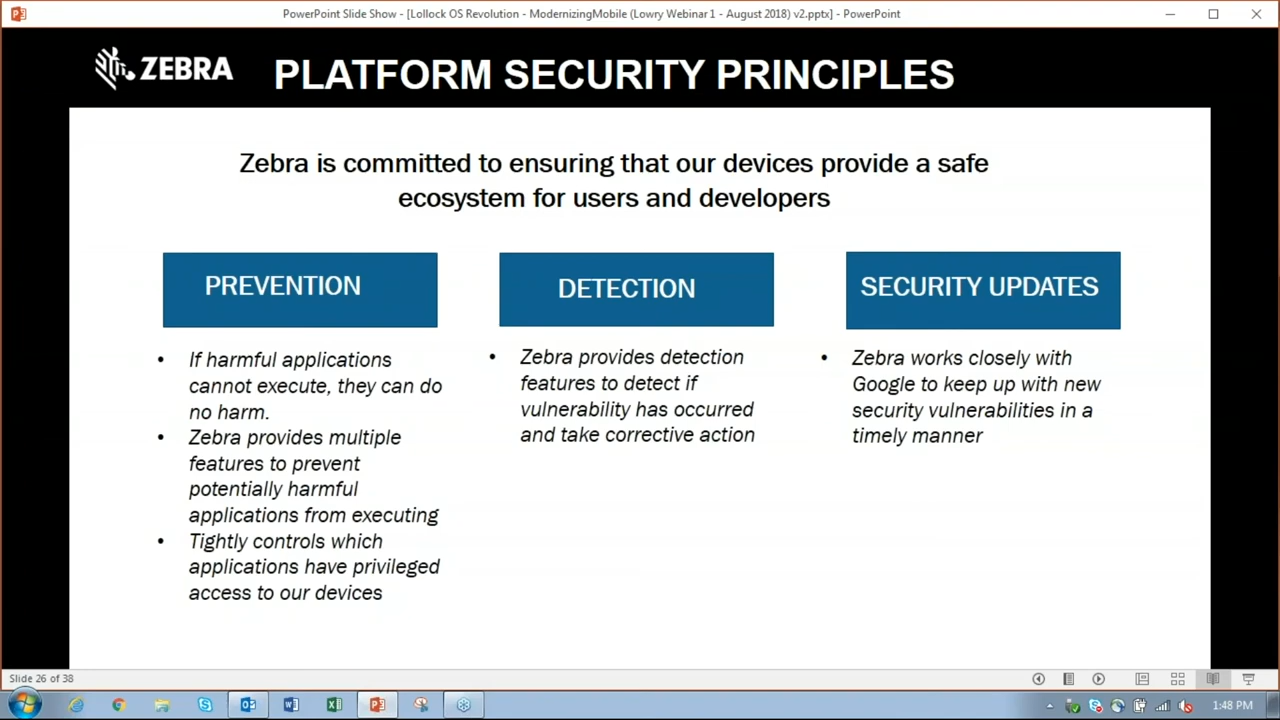 PowerPoint Slide Show - [Lollock OS Revolution - ModernizingMobile (Lowry Webinar 1 - August 2018) v2.pptx] - PowerPoint
ZEBRA
PLATFORM SECURITY PRINCIPLES
Zebra is committed to ensuring that our devices provide a safe
ecosystem for users and developers
PREVENTION
• If harmful applications
cannot execute, they can do
no harm.
• Zebra provides multiple
features to prevent
potentially harmful
applications from executing
• Tightly controls which
applications have privileged
access to our devices
DETECTION
• Zebra provides detection
features to detect if
vulnerability has occurred
and take corrective action
SECURITY UPDATES
• Zebra works closely with
Google to keep up with new
security vulnerabilities in a
timely manner
Slide 26 of 38
1:48 PM